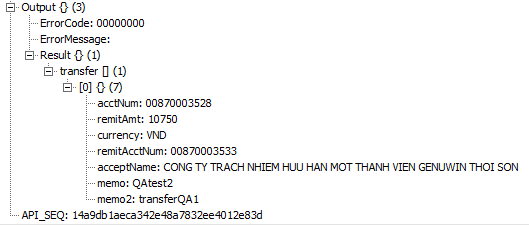 Output {} (3)
ErrorCode: 00000000
ErrorMessage:
Result {} (1)
transfer [] (1)
[0] {} (7)
acctNum: 00870003528
remitAmt: 10750
currency: VND
remitAcctNum: 00870003533
acceptName: CONG TY TRACH NHIEM HUU HAN MOT THANH VIEN GENUWIN THOI SON
memo: QAtest2
memo2: transferQA1
API_SEQ: 14a9db1aeca342e48a7832ee4012e83d